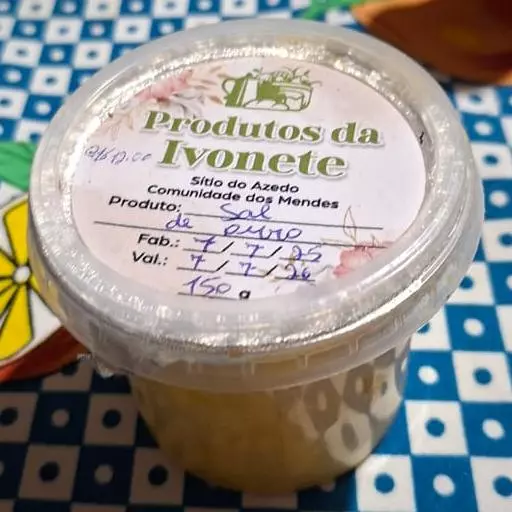 Produtos da
Ivonete
Sítio do Azedo
Comunidade dos Mendes
R$12,00
Produto: Sal
de ouro
Fab.: 7/7/25
Val.: 7/7/26
150 g